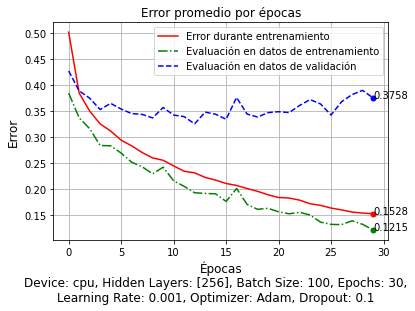 Error promedio por épocas
Error durante entrenamiento
Evaluación en datos de entrenamiento
Evaluación en datos de validación
Error
0.50
0.45
0.40
0.35
0.30
0.25
0.20
0.15
0.3758
0.1528
0.1215
0 5 10 15 20 25 30
Épocas
Device: cpu, Hidden Layers: [256], Batch Size: 100, Epochs: 30,
Learning Rate: 0.001, Optimizer: Adam, Dropout: 0.1